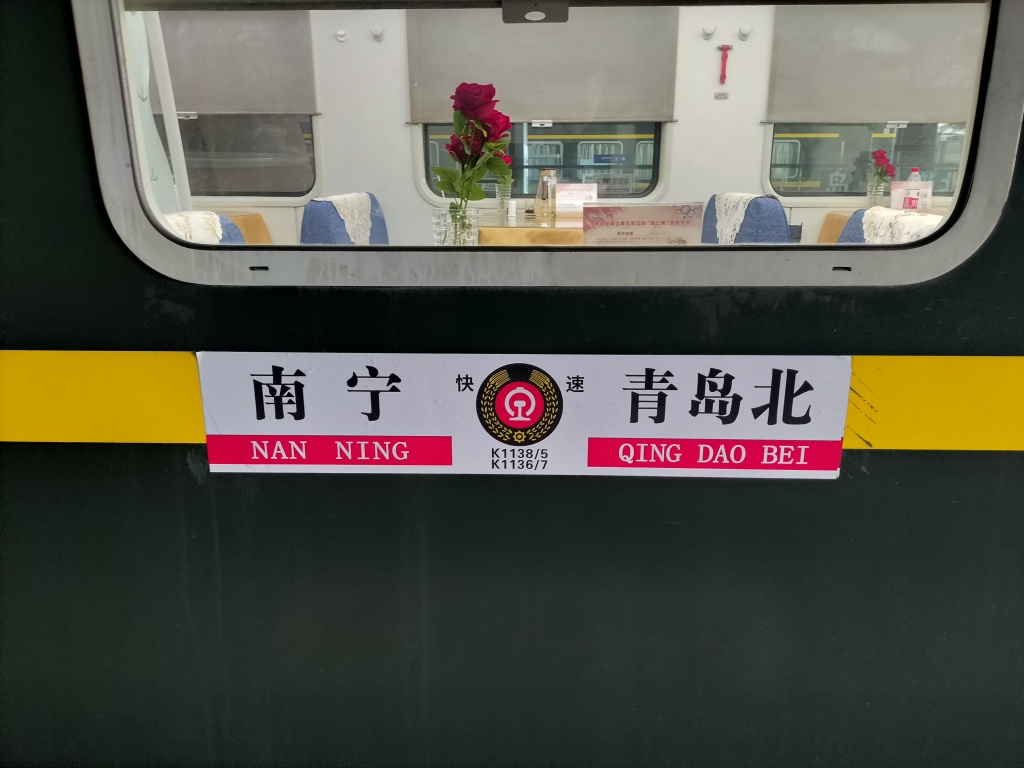 南 宁
快 速
青岛北
NAN NING
K1138/5
K1136/7
QING DAO BEI